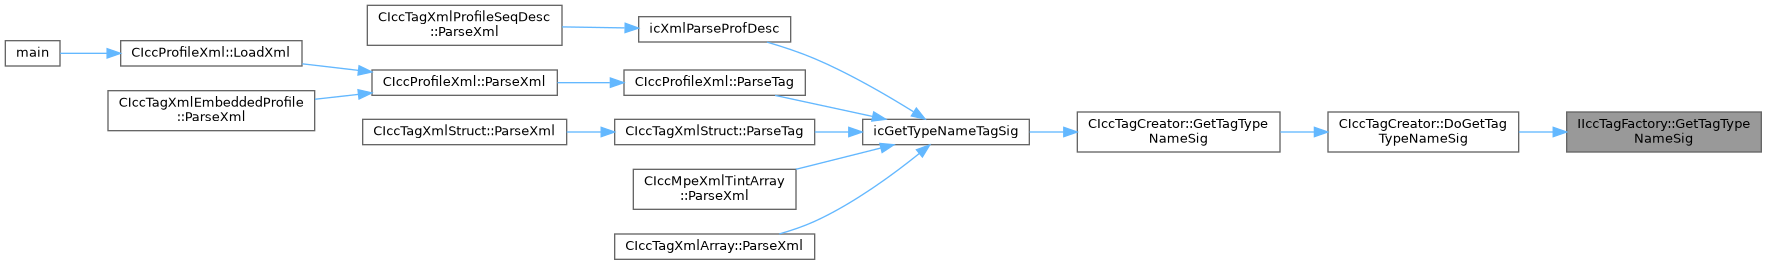 main
CIccProfileXml::LoadXml
CIccTagXmlEmbeddedProfile
::ParseXml
CIccTagXmlProfileSeqDesc
::ParseXml
CIccProfileXml::ParseXml
CIccTagXmlStruct::ParseXml
icXmlParseProfDesc
CIccProfileXml::ParseTag
CIccTagXmlStruct::ParseTag
CIccMpeXmlTintArray
::ParseXml
CIccTagXmlArray::ParseXml
icGetTypeNameTagSig
CIccTagCreator::GetTagType
NameSig
CIccTagCreator::DoGetTag
TypeNameSig
IIccTagFactory::GetTagType
NameSig